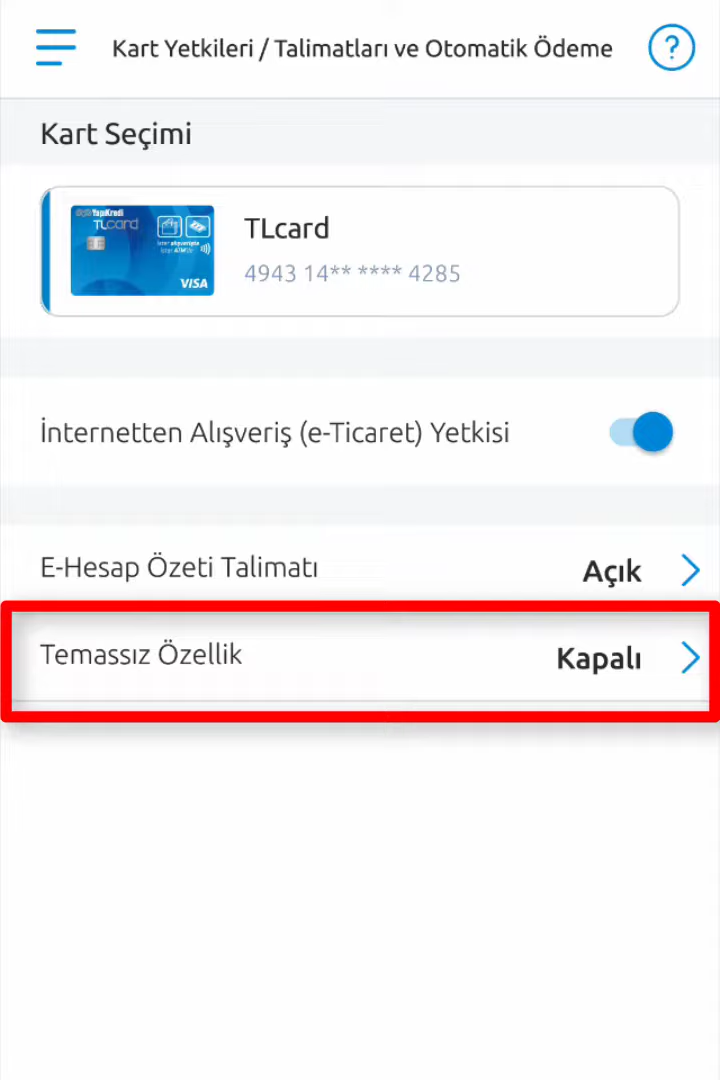 Kart Yetkileri / Talimatları ve Otomatik Ödeme
?
Kart Seçimi
YapıKredi
TLcard
VISA
TLcard
4943 14** **** 4285
İnternetten Alışveriş (e-Ticaret) Yetkisi
E-Hesap Özeti Talimatı
Açık
Temassız Özellik
Kapalı